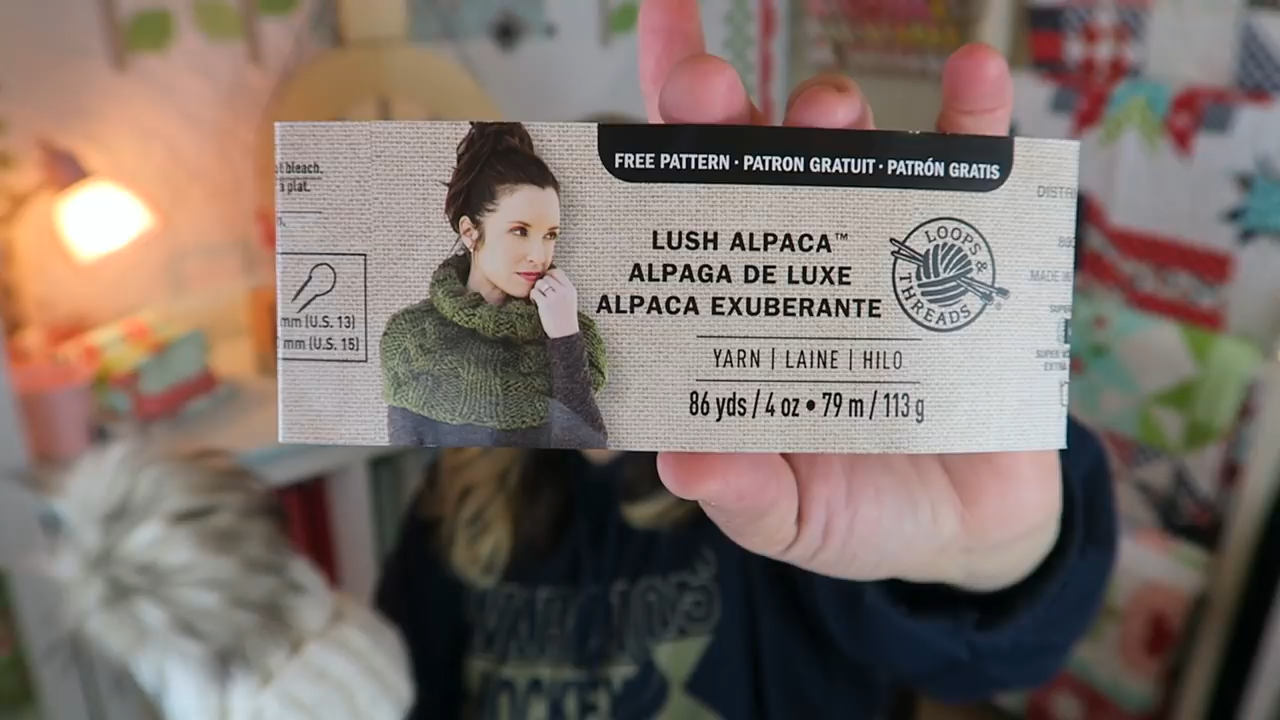 t bleach.
à plat.
mm (U.S. 13)
mm (U.S. 15)
FREE PATTERN · PATRON GRATUIT · PATRÓN GRATIS
LUSH ALPACA™
ALPAGA DE LUXE
ALPACA EXUBERANTE
LOOPS &
THREADS
YARN | LAINE | HILO
86 yds / 4 oz • 79 m / 113 g
DISTR
MADE IN
SUPER